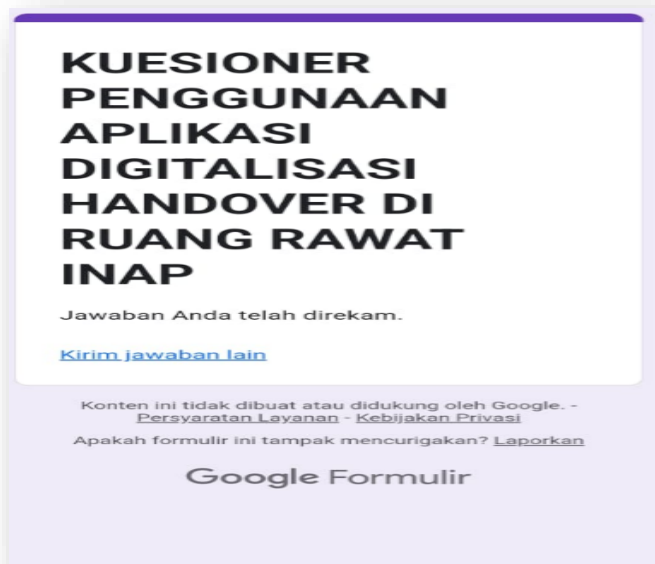 KUESIONER
PENGGUNAAN
APLIKASI
DIGITALISASI
HANDOVER DI
RUANG RAWAT
INAP
Jawaban Anda telah direkam.
Kirim jawaban lain
Konten ini tidak dibuat atau didukung oleh Google. -
Persyaratan Layanan - Kebijakan Privasi
Apakah formulir ini tampak mencurigakan? Laporkan
Google Formulir